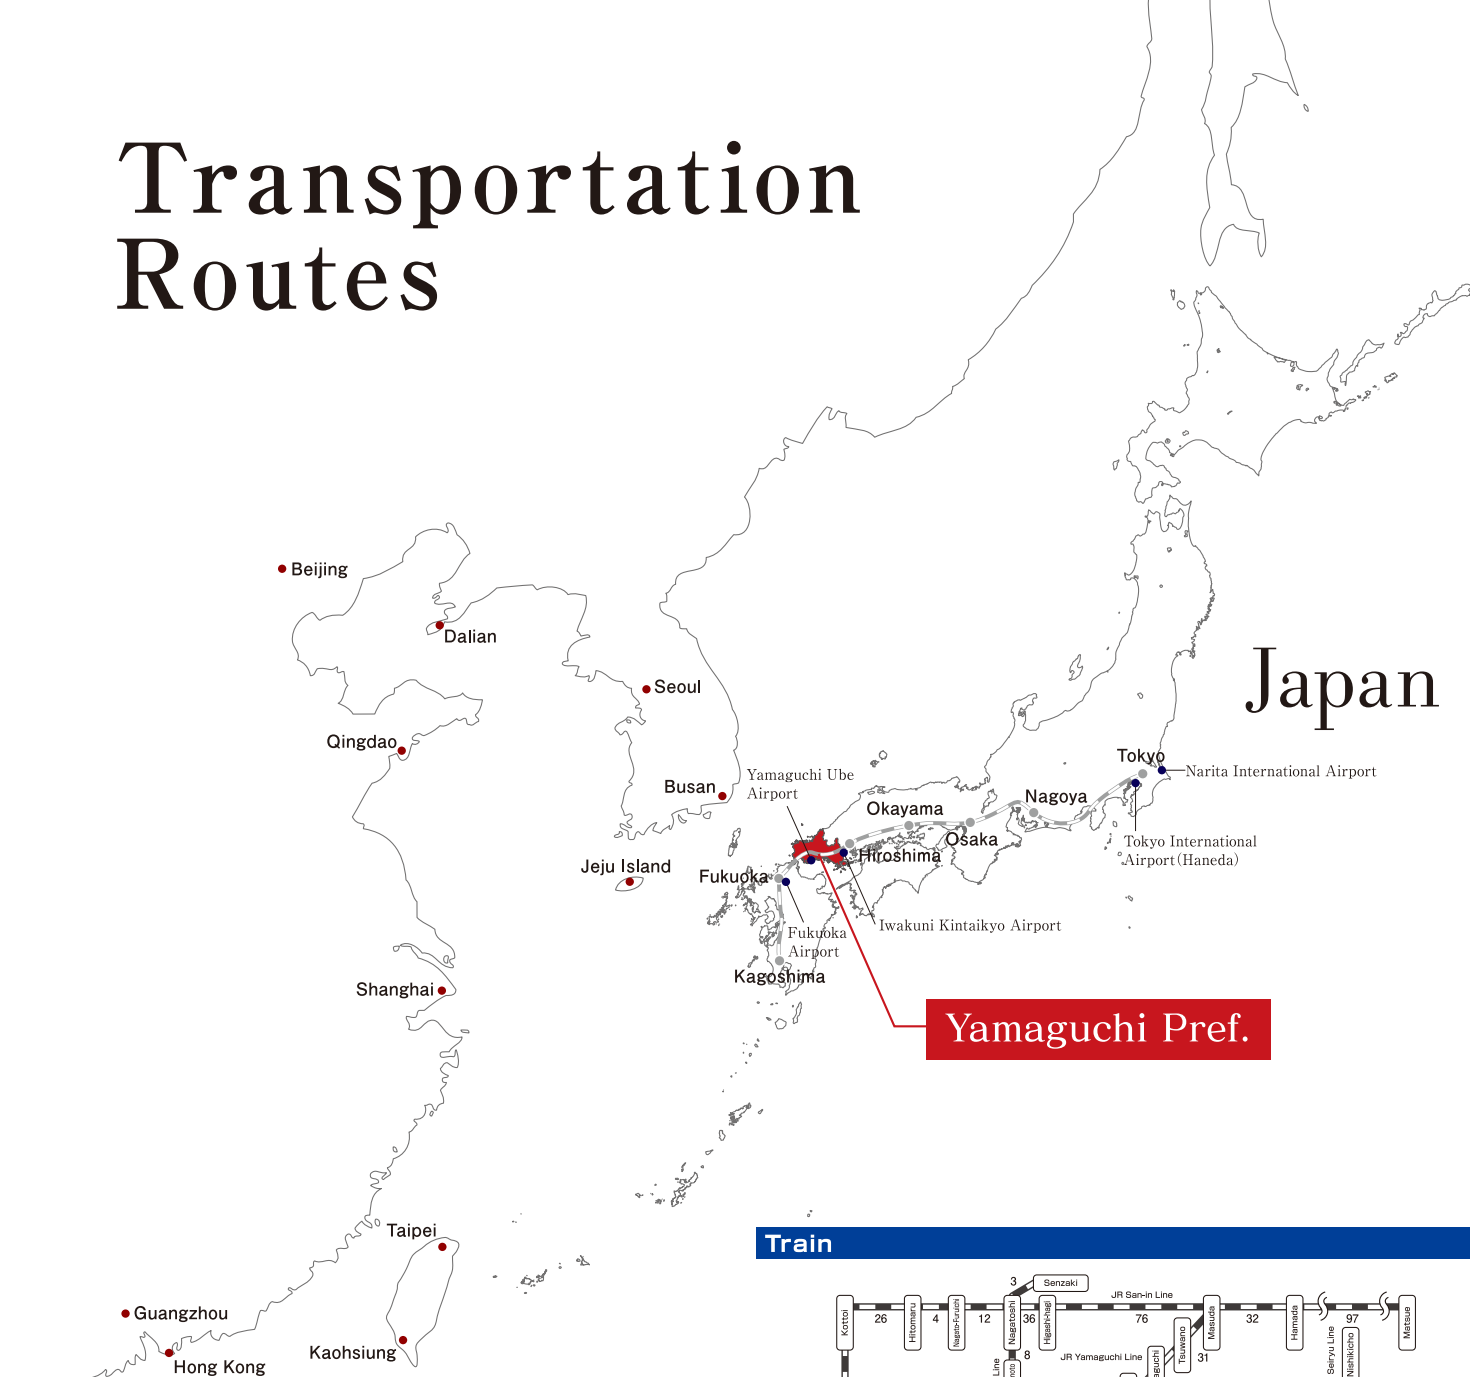 Transportation
Routes
Beijing
Dalian
Seoul
Qingdao
Busan
Jeju Island
Japan
Tokyo
Narita International Airport
Yamaguchi Ube
Airport
Okayama
Nagoya
Osaka
Tokyo International
Airport(Haneda)
Hiroshima
Fukuoka
Iwakuni Kintaikyo Airport
Fukuoka
Airport
Kagoshima
Shanghai
Yamaguchi Pref.
Taipei
Guangzhou
Kaohsiung
Hong Kong
Train
3
Senzaki
JR San-in Line
Kottoi
26
Hitomaru
4
Nagato-Furuichi
12
Nagatoshi
36
Higashi-hagi
76
Masuda
32
Hamada
97
Matsue
8
JR Yamaguchi Line
Tsuwano
31
Seiryu Line
Nishikicho
Line